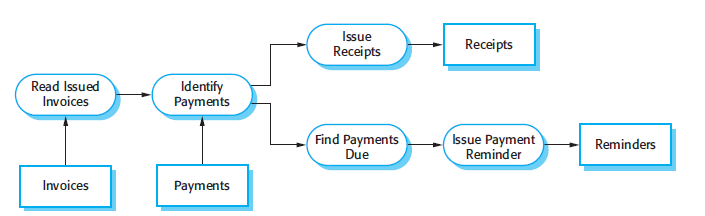 Issue
Receipts
Receipts
Read Issued
Invoices
Identify
Payments
Find Payments
Due
Issue Payment
Reminder
Reminders
Invoices
Payments